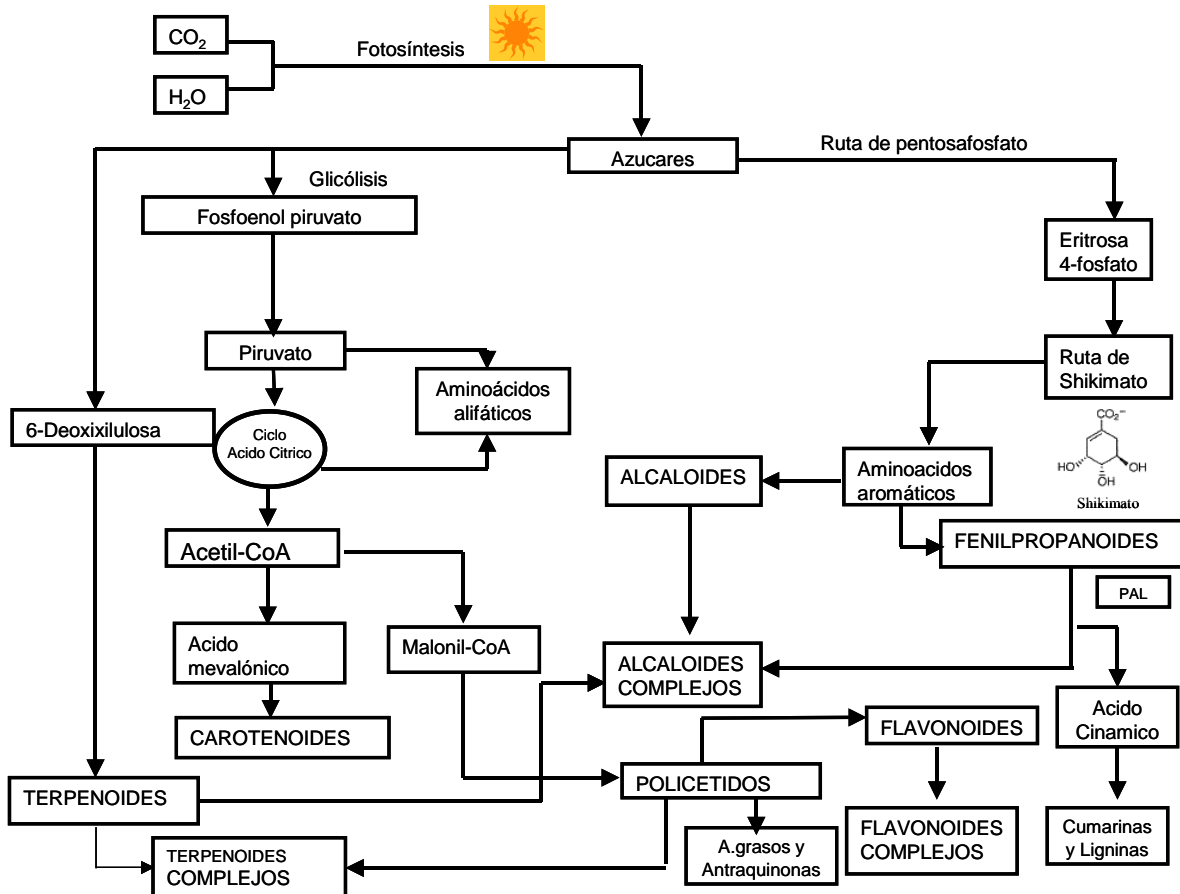 CO₂
Fotosíntesis
H₂O
Azucares
Ruta de pentosafosfato
Glicólisis
Fosfoenol piruvato
Eritrosa
4-fosfato
Piruvato
Aminoácidos
alifáticos
Ruta de
Shikimato
6-Deoxixilulosa
Ciclo
Acido Citrico
CO₂⁻
HO
OH
OH
Shikimato
ALCALOIDES
Aminoacidos
aromáticos
Acetil-CoA
FENILPROPANOIDES
PAL
Acido
mevalónico
Malonil-CoA
ALCALOIDES
COMPLEJOS
Acido
Cinamico
CAROTENOIDES
FLAVONOIDES
TERPENOIDES
POLICETIDOS
TERPENOIDES
COMPLEJOS
A.grasos y
Antraquinonas
FLAVONOIDES
COMPLEJOS
Cumarinas
y Ligninas